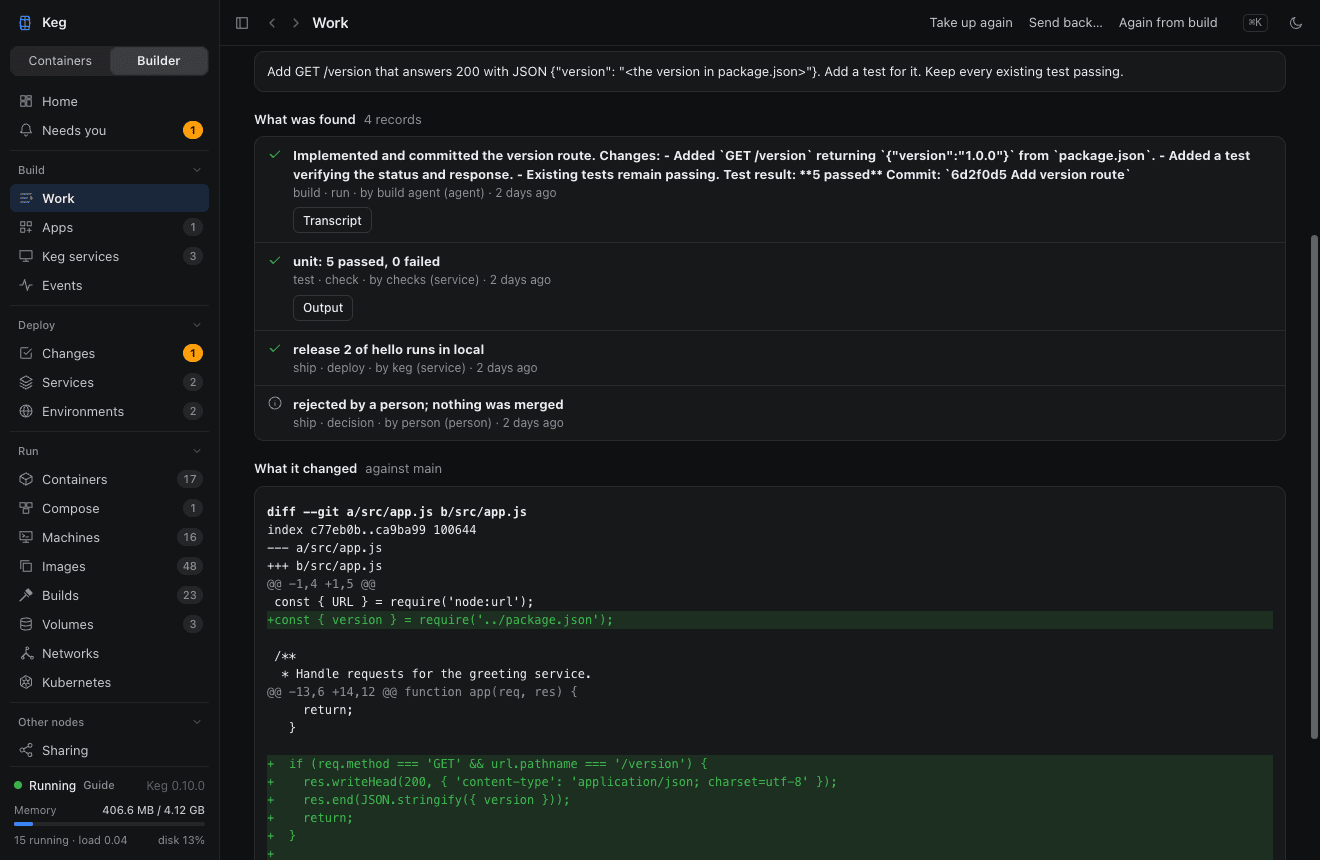 Keg
Containers
Builder
Home
Needs you
1
Build
Work
Apps
1
Keg services
3
Events
Deploy
Changes
1
Services
2
Environments
2
Run
Containers
17
Compose
1
Machines
16
Images
48
Builds
23
Volumes
3
Networks
Kubernetes
Other nodes
Sharing
Running Guide Keg 0.10.0
Memory 406.6 MB / 4.12 GB
15 running · load 0.04 disk 13%
Work
Take up again
Send back…
Again from build
⌘K
Add GET /version that answers 200 with JSON {"version": "<the version in package.json>"}. Add a test for it. Keep every existing test passing.
What was found 4 records
Implemented and committed the version route. Changes: - Added `GET /version` returning `{"version":"1.0.0"}` from `package.json`. - Added a test
verifying the status and response. - Existing tests remain passing. Test result: **5 passed** Commit: `6d2f0d5 Add version route`
build · run · by build agent (agent) · 2 days ago
Transcript
unit: 5 passed, 0 failed
test · check · by checks (service) · 2 days ago
Output
release 2 of hello runs in local
ship · deploy · by keg (service) · 2 days ago
rejected by a person; nothing was merged
ship · decision · by person (person) · 2 days ago
What it changed against main
diff --git a/src/app.js b/src/app.js
index c77eb0b..ca9ba99 100644
--- a/src/app.js
+++ b/src/app.js
@@ -1,4 +1,5 @@
const { URL } = require('node:url');
+const { version } = require('../package.json');
/**
* Handle requests for the greeting service.
@@ -13,6 +14,12 @@ function app(req, res) {
return;
}
+  if (req.method === 'GET' && url.pathname === '/version') {
+    res.writeHead(200, { 'content-type': 'application/json; charset=utf-8' });
+    res.end(JSON.stringify({ version }));
+    return;
+  }
+